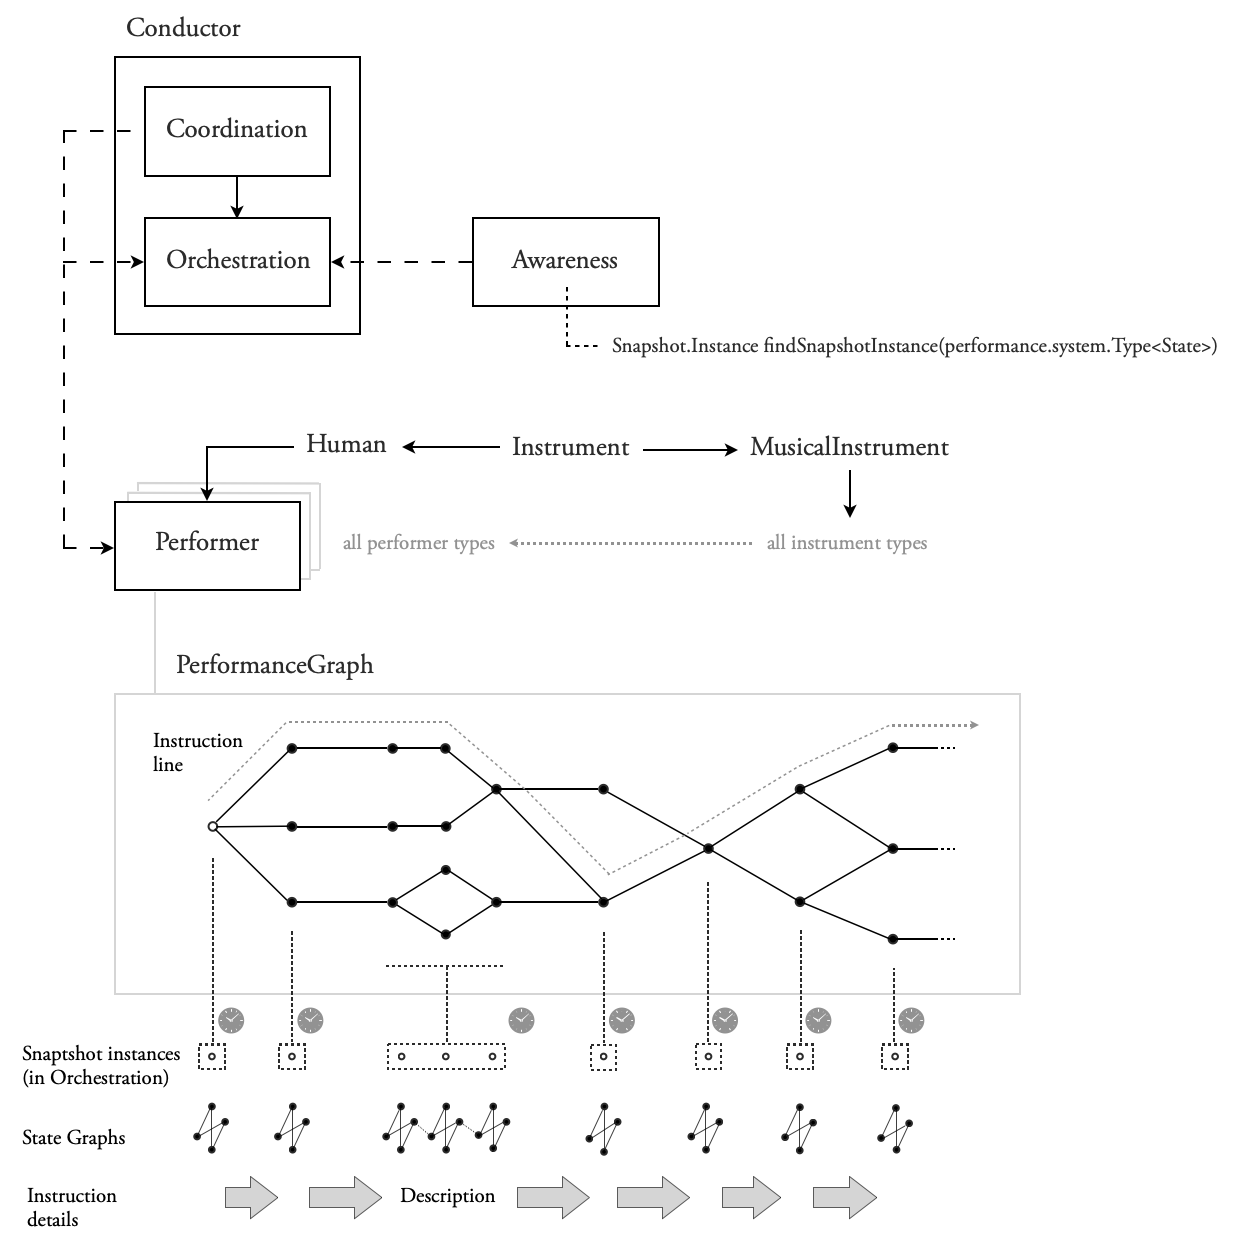 Conductor
Coordination
Orchestration
Awareness
Snapshot.Instance findSnapshotInstance(performance.system.Type<State>)
Human
Instrument
MusicalInstrument
Performer
all performer types
all instrument types
PerformanceGraph
Instruction
line
Snaptshot instances
(in Orchestration)
State Graphs
Instruction
details
Description